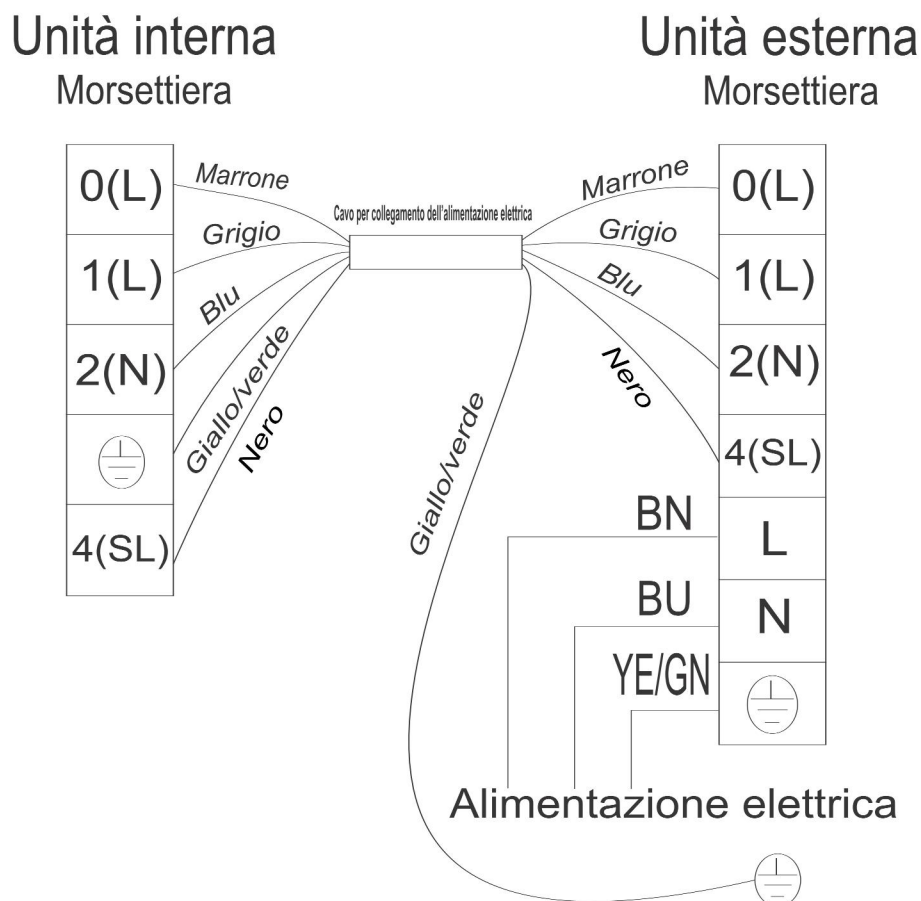 Unità interna
Morsettiera
0(L)
1(L)
2(N)
4(SL)
Marrone
Grigio
Blu
Giallo/verde
Nero
Cavo per collegamento dell'alimentazione elettrica
Unità esterna
Morsettiera
Marrone
Grigio
Blu
Nero
Giallo/verde
0(L)
1(L)
2(N)
4(SL)
BN
L
BU
N
YE/GN
Alimentazione elettrica